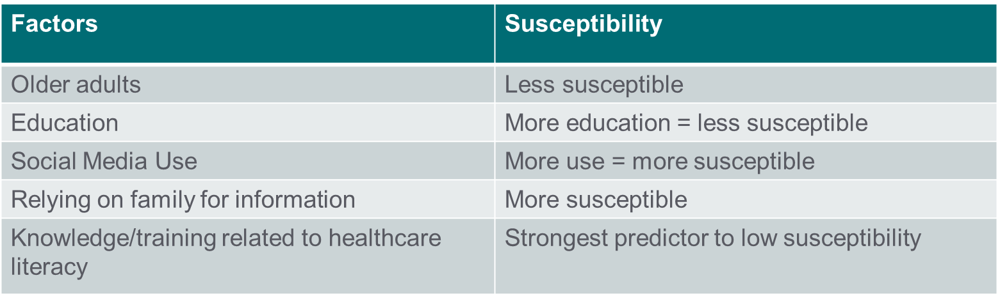 Factors
Susceptibility
Older adults
Less susceptible
Education
More education = less susceptible
Social Media Use
More use = more susceptible
Relying on family for information
More susceptible
Knowledge/training related to healthcare
literacy
Strongest predictor to low susceptibility